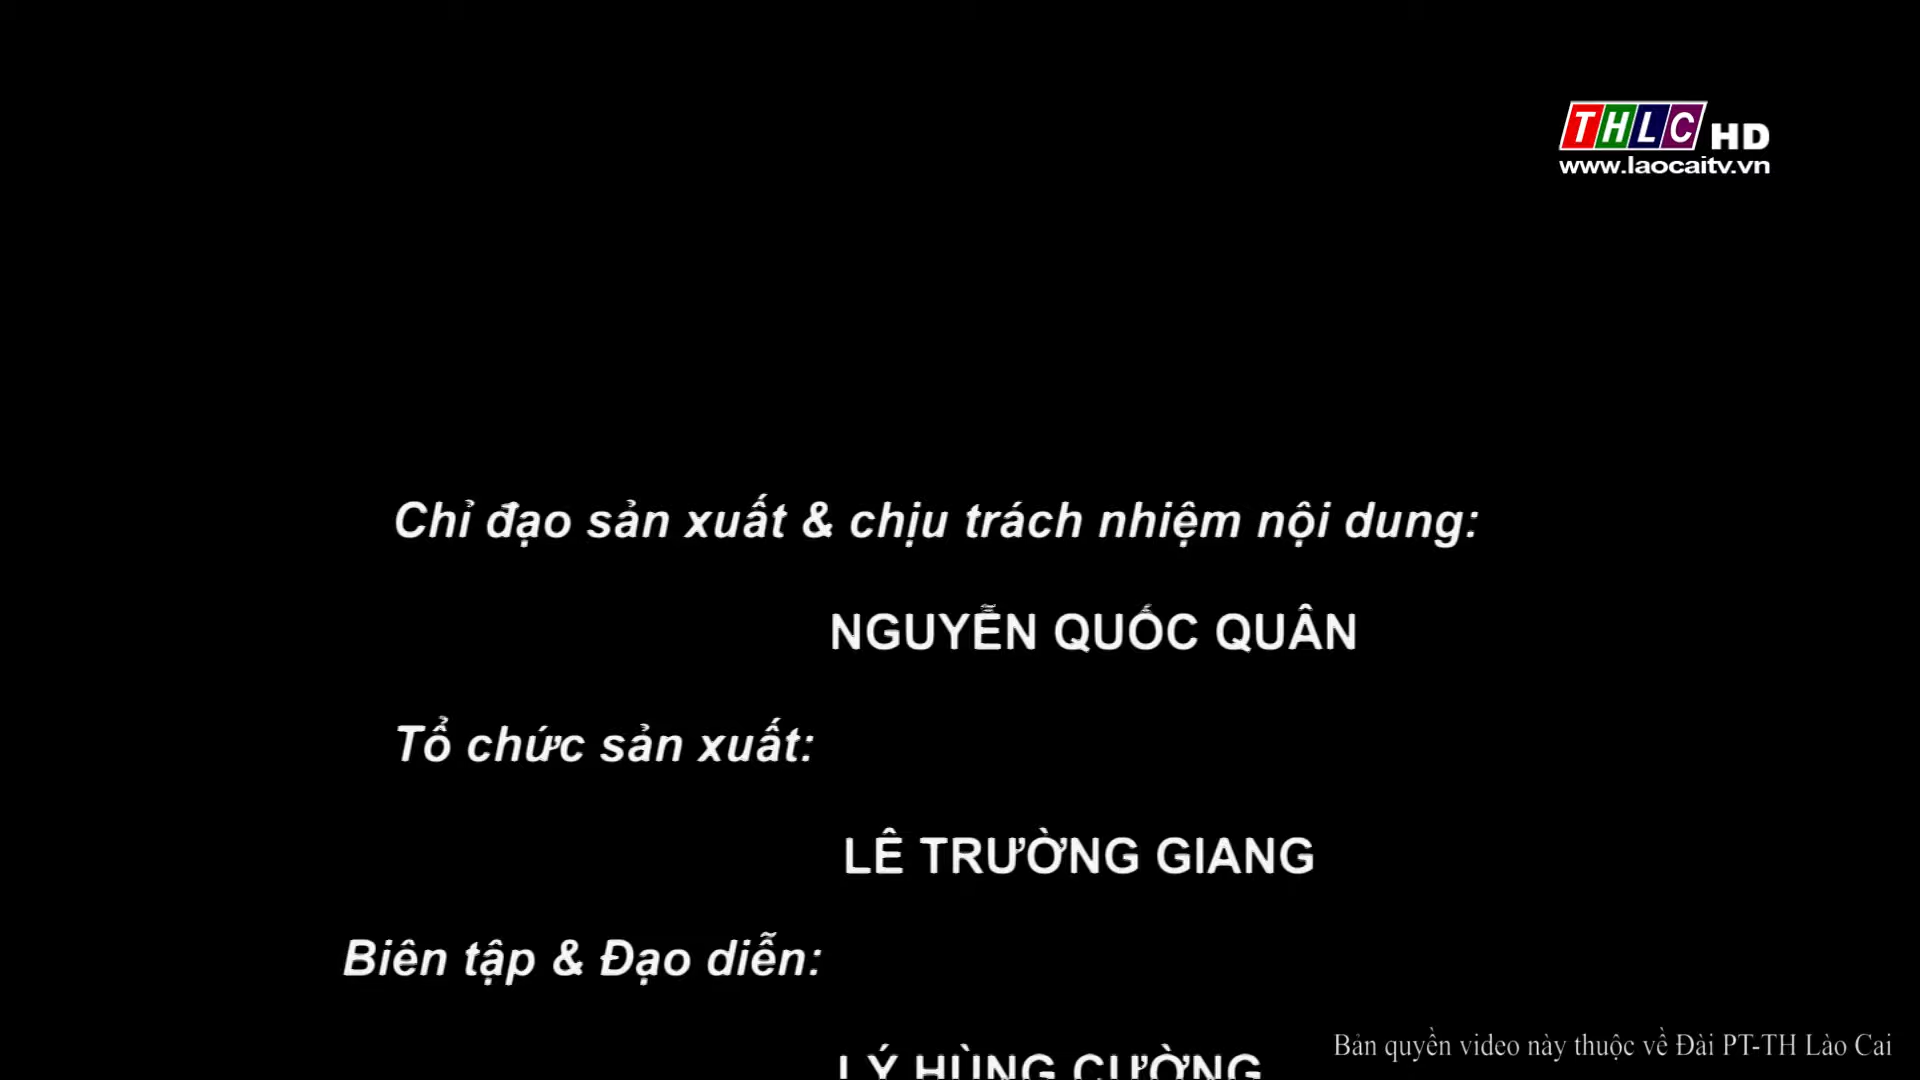 THLC HD
www.laocaitv.vn
Chỉ đạo sản xuất & chịu trách nhiệm nội dung:
NGUYỄN QUỐC QUÂN
Tổ chức sản xuất:
LÊ TRƯỜNG GIANG
Biên tập & Đạo diễn:
LÝ HÙNG CƯỜNG
Bản quyền video này thuộc về Đài PT-TH Lào Cai